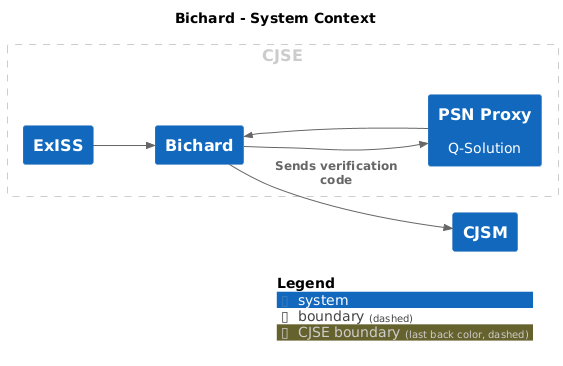 Bichard - System Context
CJSE
ExISS
Bichard
PSN Proxy
Q-Solution
Sends verification
code
CJSM
Legend
system
boundary (dashed)
CJSE boundary (last back color, dashed)